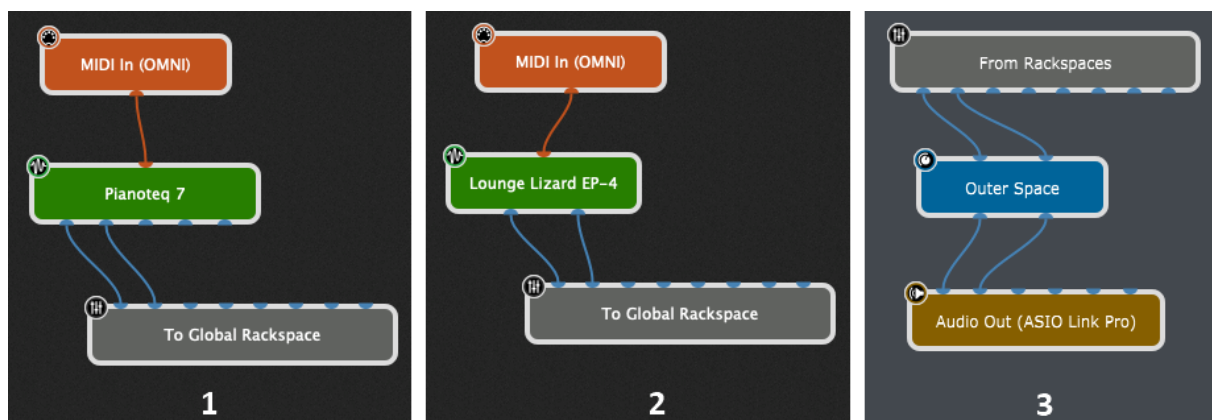 MIDI In (OMNI)
Pianoteq 7
To Global Rackspace
1
MIDI In (OMNI)
Lounge Lizard EP-4
To Global Rackspace
2
From Rackspaces
Outer Space
Audio Out (ASIO Link Pro)
3